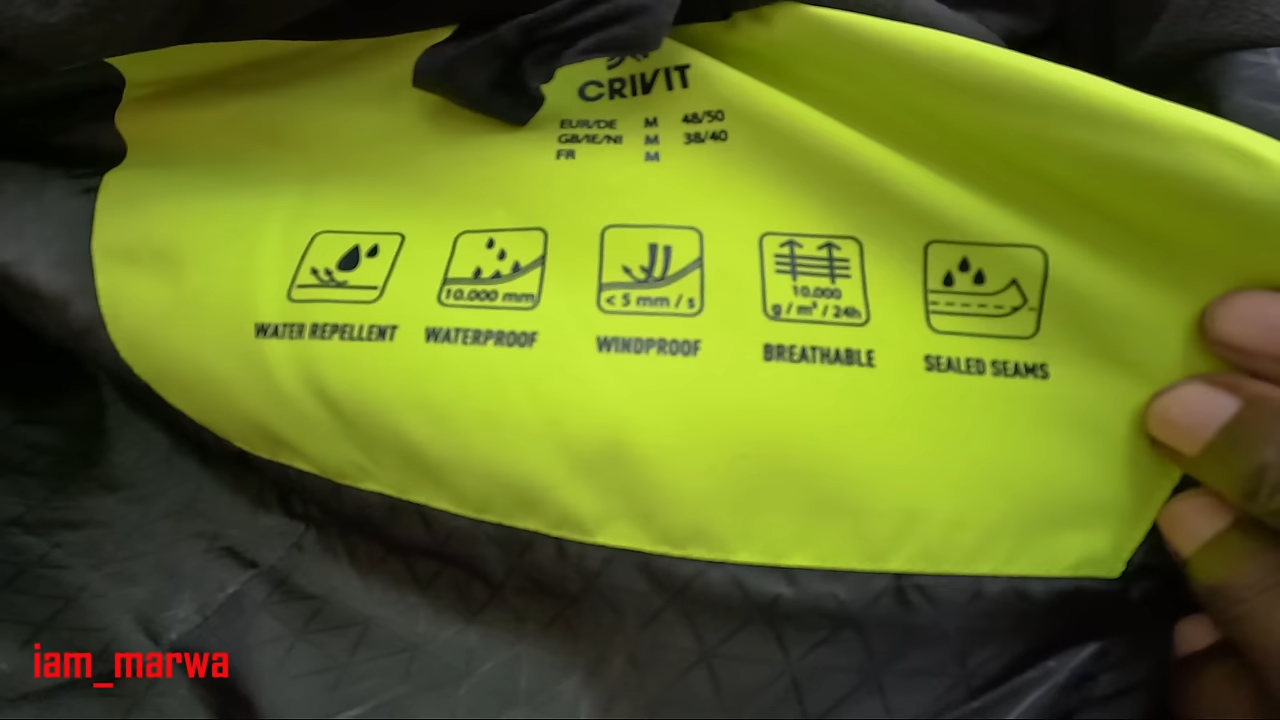 CRIVIT
EUR/DE M 48/50
GB/IE/NI M 38/40
FR M
10.000 mm
< 5 mm / s
10.000
g / m² / 24h
WATER REPELLENT
WATERPROOF
WINDPROOF
BREATHABLE
SEALED SEAMS
iam_marwa